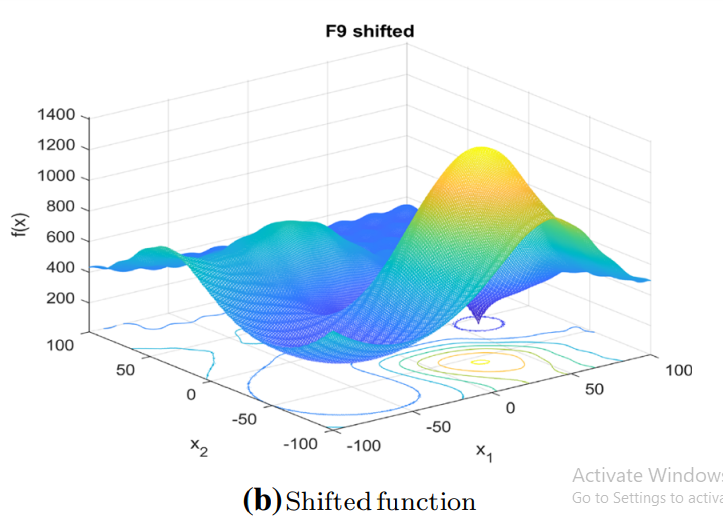 F9 shifted
1400
1200
1000
800
600
400
200
f(x)
100
50
0
-50
-100
x2
-100
-50
0
50
100
x1
Activate Windows
Go to Settings to activa
(b) Shifted function